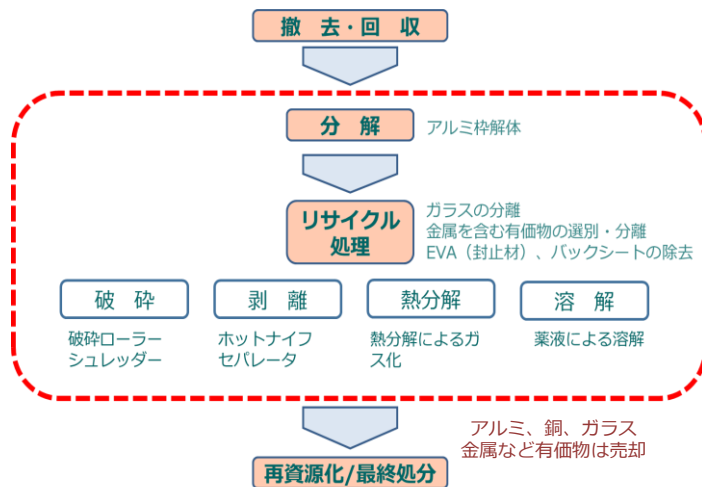 撤 去・回 収
分 解
アルミ枠解体
リサイクル
処理
ガラスの分離
金属を含む有価物の選別・分離
EVA（封止材）、バックシートの除去
破 砕
剥 離
熱分解
溶 解
破砕ローラー
シュレッダー
ホットナイフ
セパレータ
熱分解によるガ
ス化
薬液による溶解
アルミ、銅、ガラス
金属など有価物は売却
再資源化/最終処分